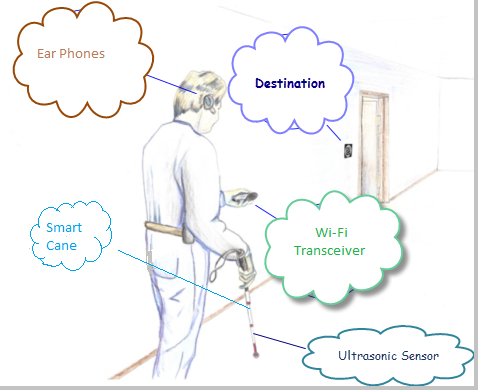 Ear Phones
Destination
Smart
Cane
Wi-Fi
Transceiver
Ultrasonic Sensor